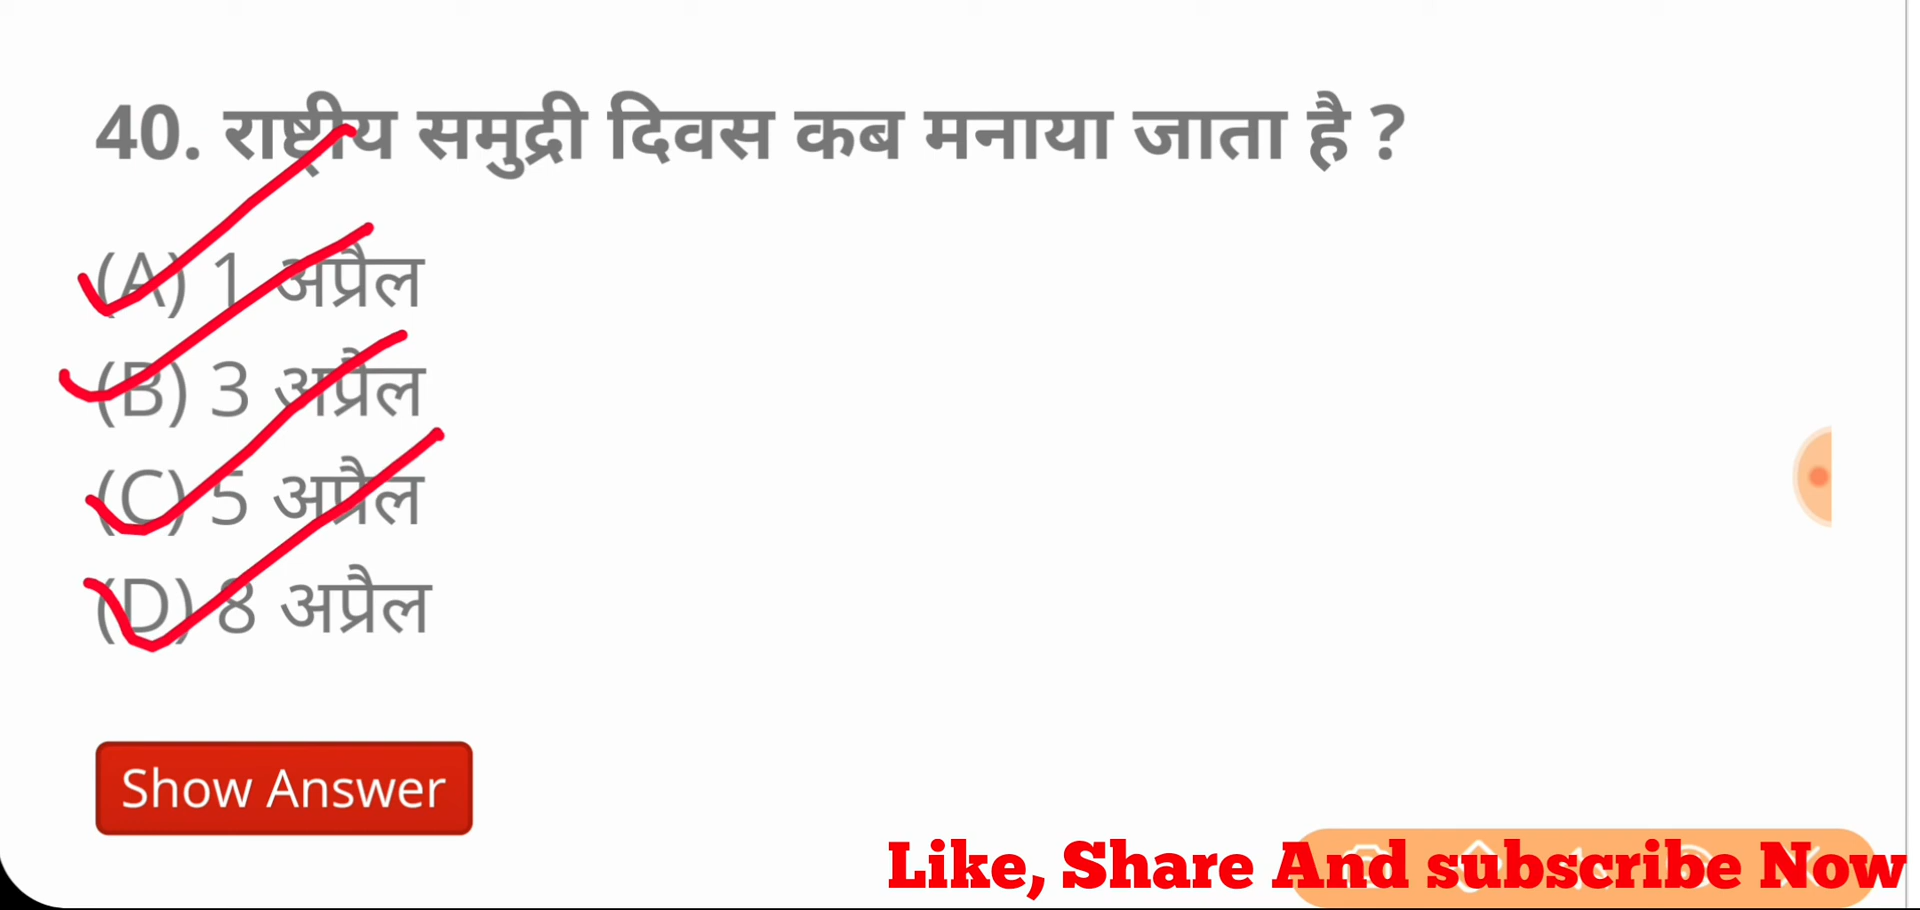 40. राष्ट्रीय समुद्री दिवस कब मनाया जाता है ?
(A) 1 अप्रैल
(B) 3 अप्रैल
(C) 5 अप्रैल
(D) 8 अप्रैल
Show Answer
Like, Share And subscribe Now